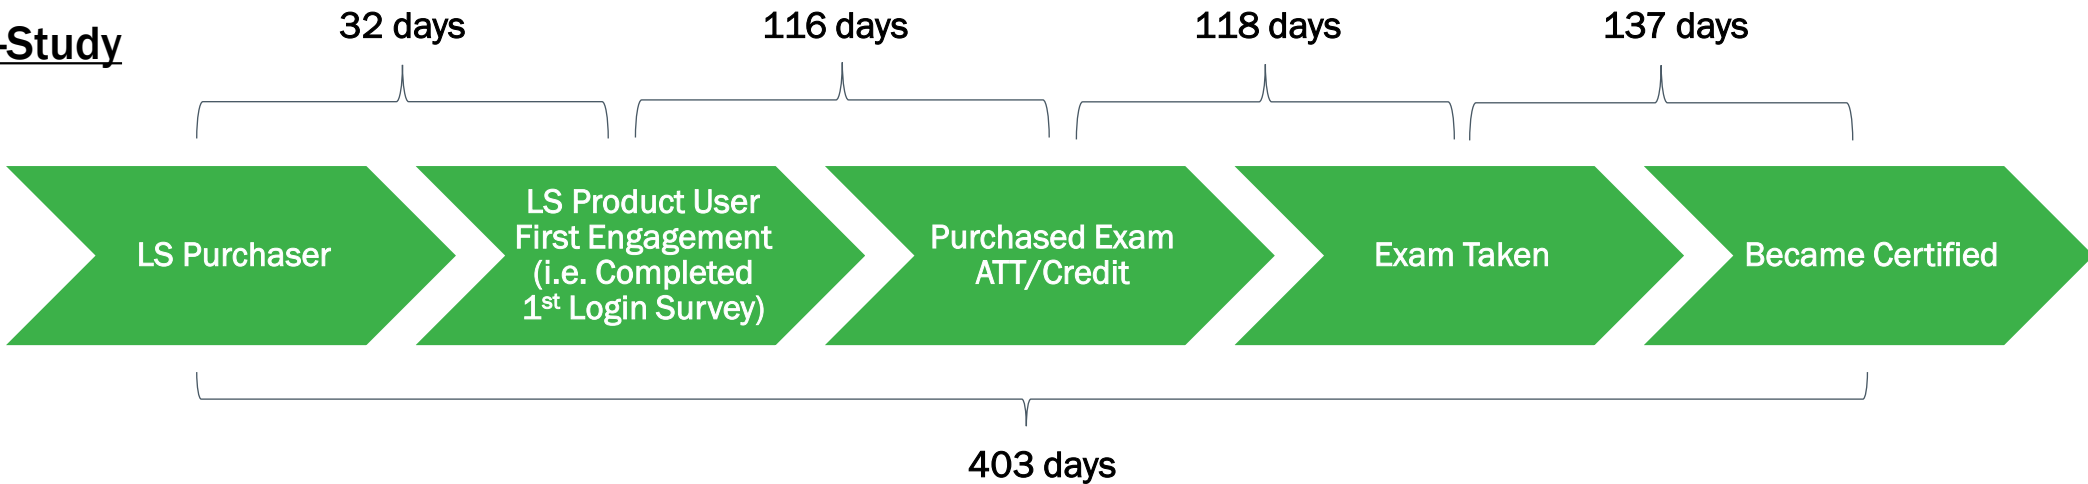 -Study
32 days
116 days
118 days
137 days
LS Purchaser
LS Product User
First Engagement
(i.e. Completed
1st Login Survey)
Purchased Exam
ATT/Credit
Exam Taken
Became Certified
403 days